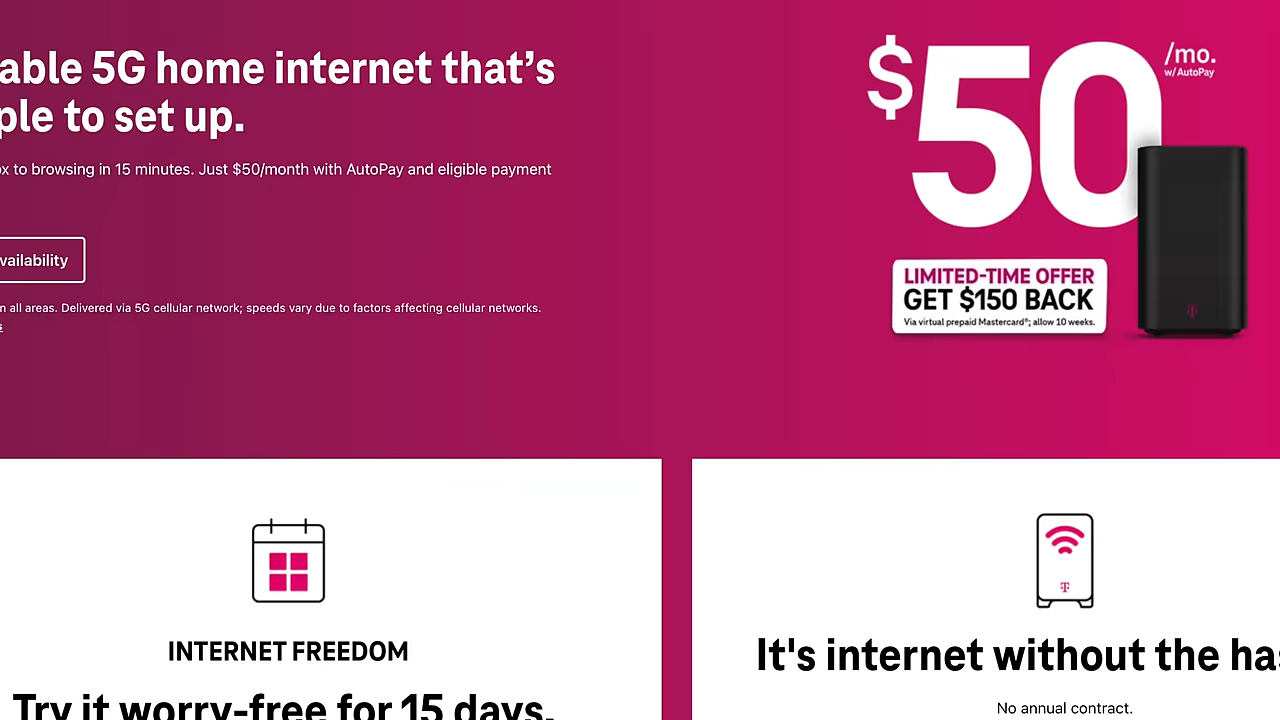 able 5G home internet that's
ple to set up.
ox to browsing in 15 minutes. Just $50/month with AutoPay and eligible payment
vailability
n all areas. Delivered via 5G cellular network; speeds vary due to factors affecting cellular networks.
s
$50 /mo.
w/AutoPay
LIMITED-TIME OFFER
GET $150 BACK
Via virtual prepaid Mastercard®; allow 10 weeks.
INTERNET FREEDOM
Try it worry-free for 15 days.
It's internet without the has
No annual contract.